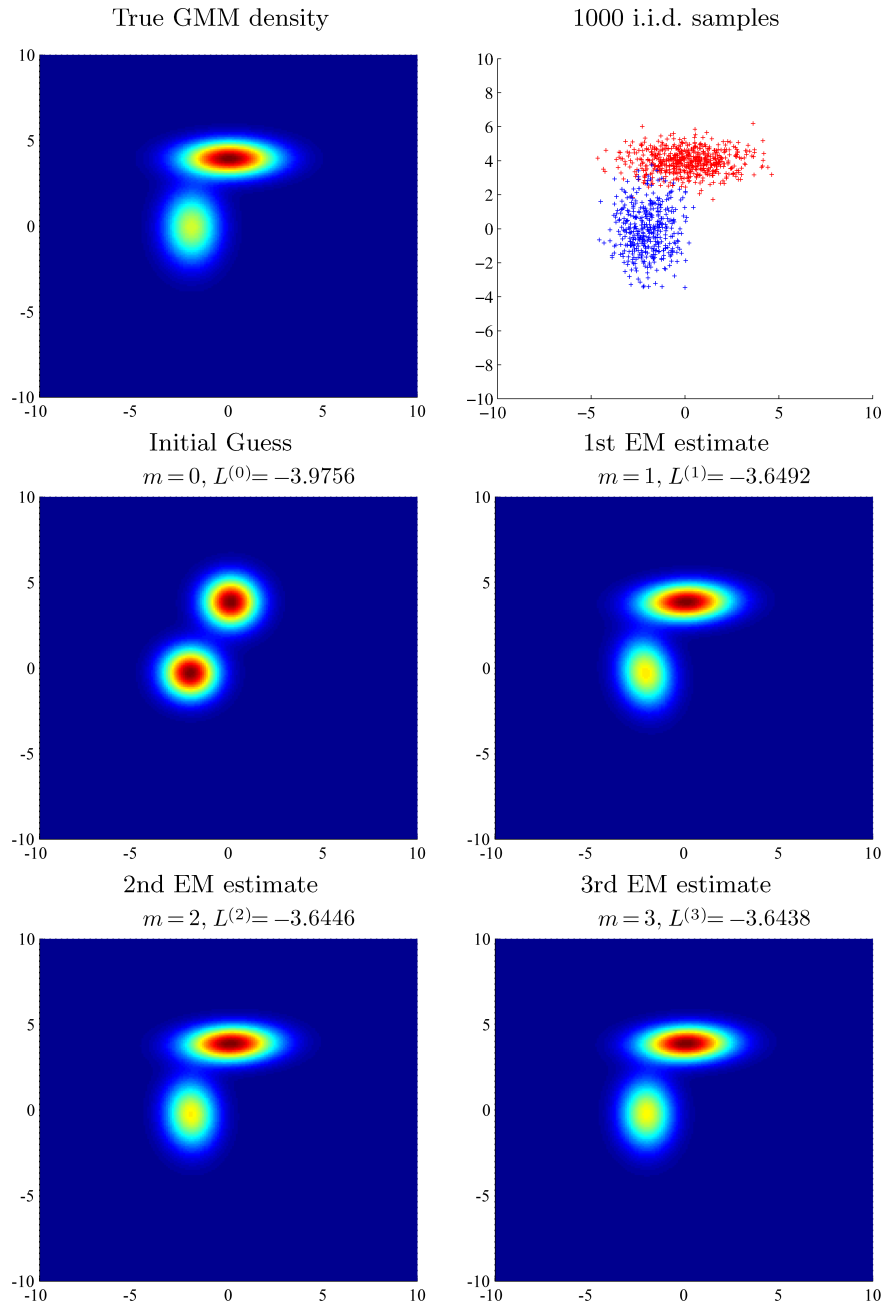 True GMM density
10
5
0
-5
-10
-10 -5 0 5 10
1000 i.i.d. samples
10
8
6
4
2
0
−2
−4
−6
−8
−10
−10 −5 0 5 10
Initial Guess
m = 0, L⁽⁰⁾= −3.9756
10
5
0
-5
-10
-10 -5 0 5 10
1st EM estimate
m = 1, L⁽¹⁾= −3.6492
10
5
0
-5
-10
-10 -5 0 5 10
2nd EM estimate
m = 2, L⁽²⁾= −3.6446
10
5
0
-5
-10
-10 -5 0 5 10
3rd EM estimate
m = 3, L⁽³⁾= −3.6438
10
5
0
-5
-10
-10 -5 0 5 10